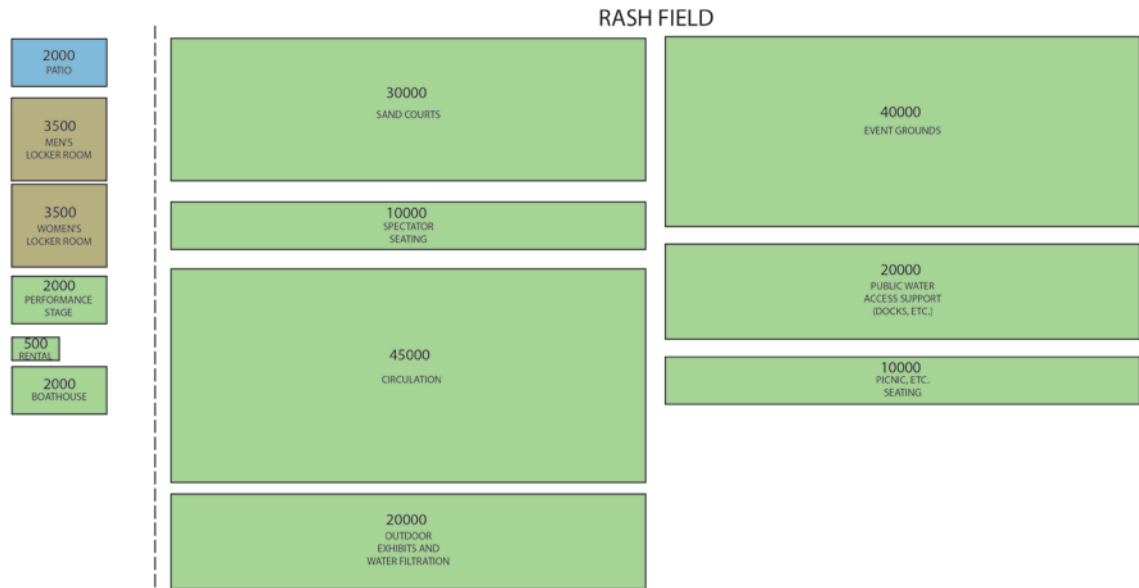 RASH FIELD
2000
PATIO
3500
MEN'S
LOCKER ROOM
3500
WOMEN'S
LOCKER ROOM
2000
PERFORMANCE
STAGE
500
RENTAL
2000
BOATHOUSE
30000
SAND COURTS
10000
SPECTATOR
SEATING
45000
CIRCULATION
20000
OUTDOOR
EXHIBITS AND
WATER FILTRATION
40000
EVENT GROUNDS
20000
PUBLIC WATER
ACCESS SUPPORT
(DOCKS, ETC.)
10000
PICNIC, ETC.
SEATING